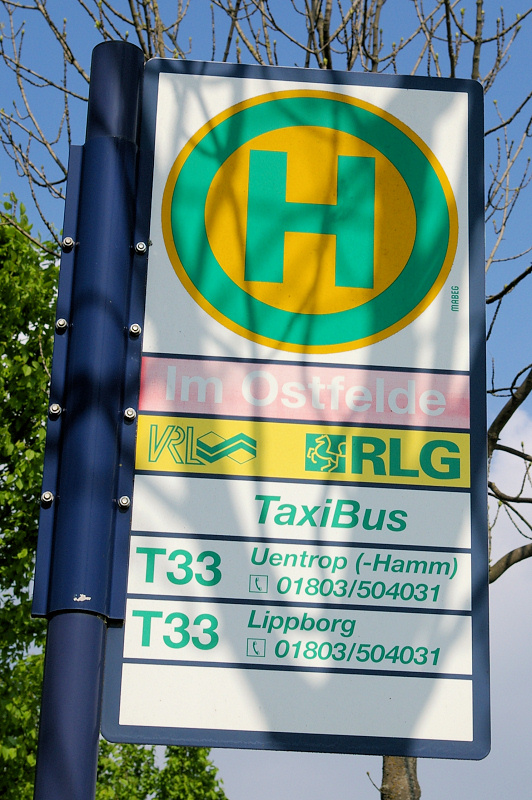 H
MABEG
Im Ostfelde
VRL RLG
TaxiBus
T33 Uentrop (-Hamm)
01803/504031
T33 Lippborg
01803/504031